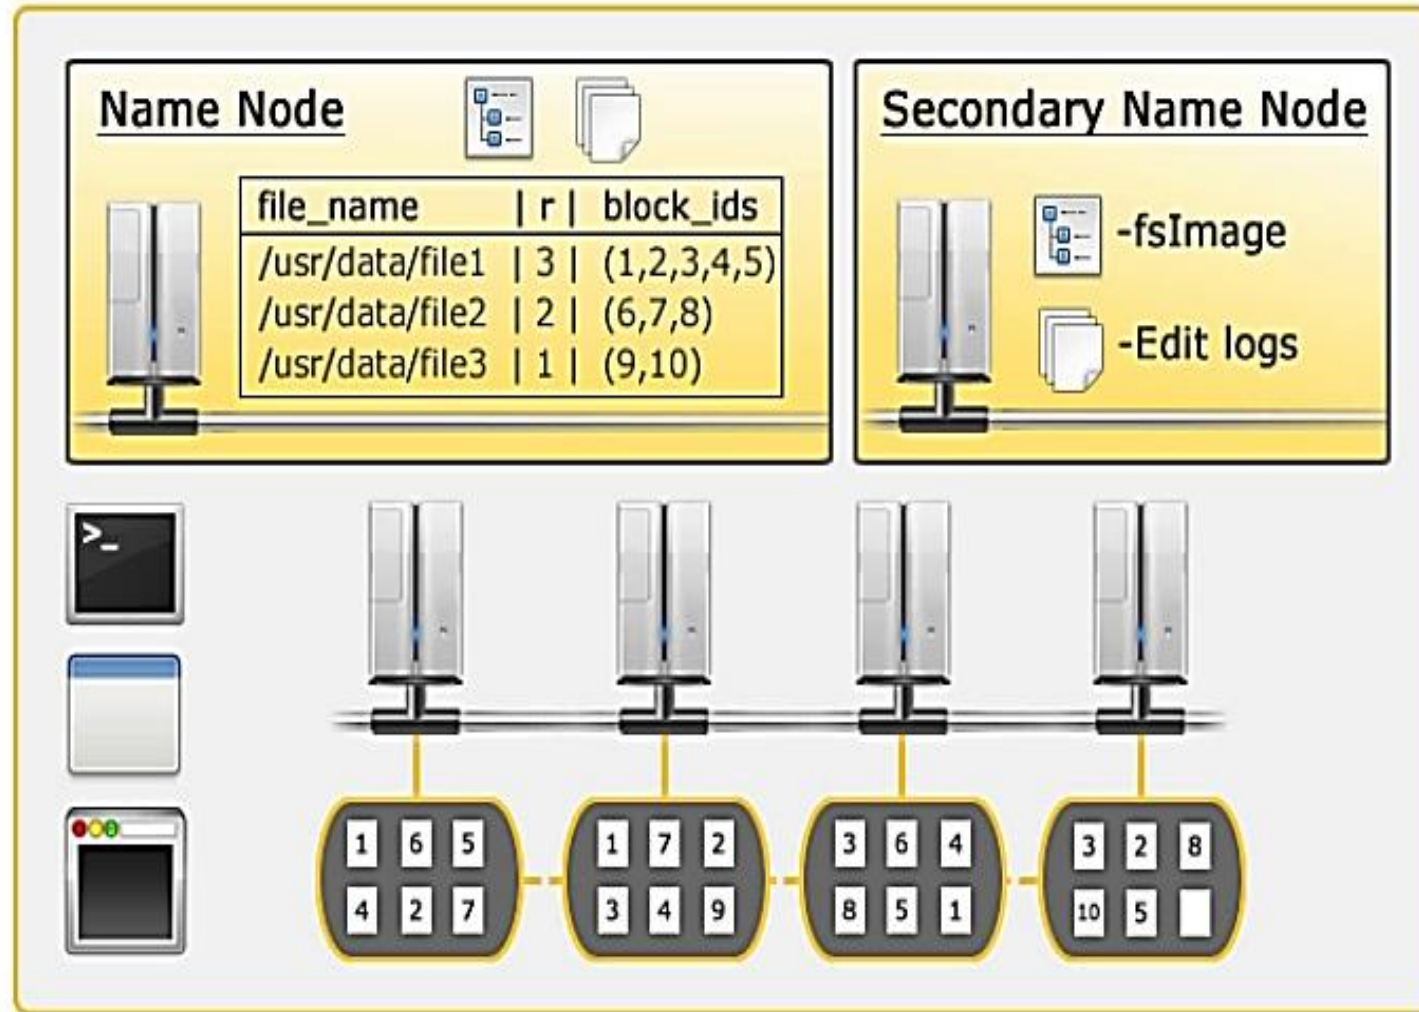 Name Node
file_name | r | block_ids
/usr/data/file1 | 3 | (1,2,3,4,5)
/usr/data/file2 | 2 | (6,7,8)
/usr/data/file3 | 1 | (9,10)
Secondary Name Node
-fsImage
-Edit logs
>_
1 6 5
4 2 7
1 7 2
3 4 9
3 6 4
8 5 1
3 2 8
10 5